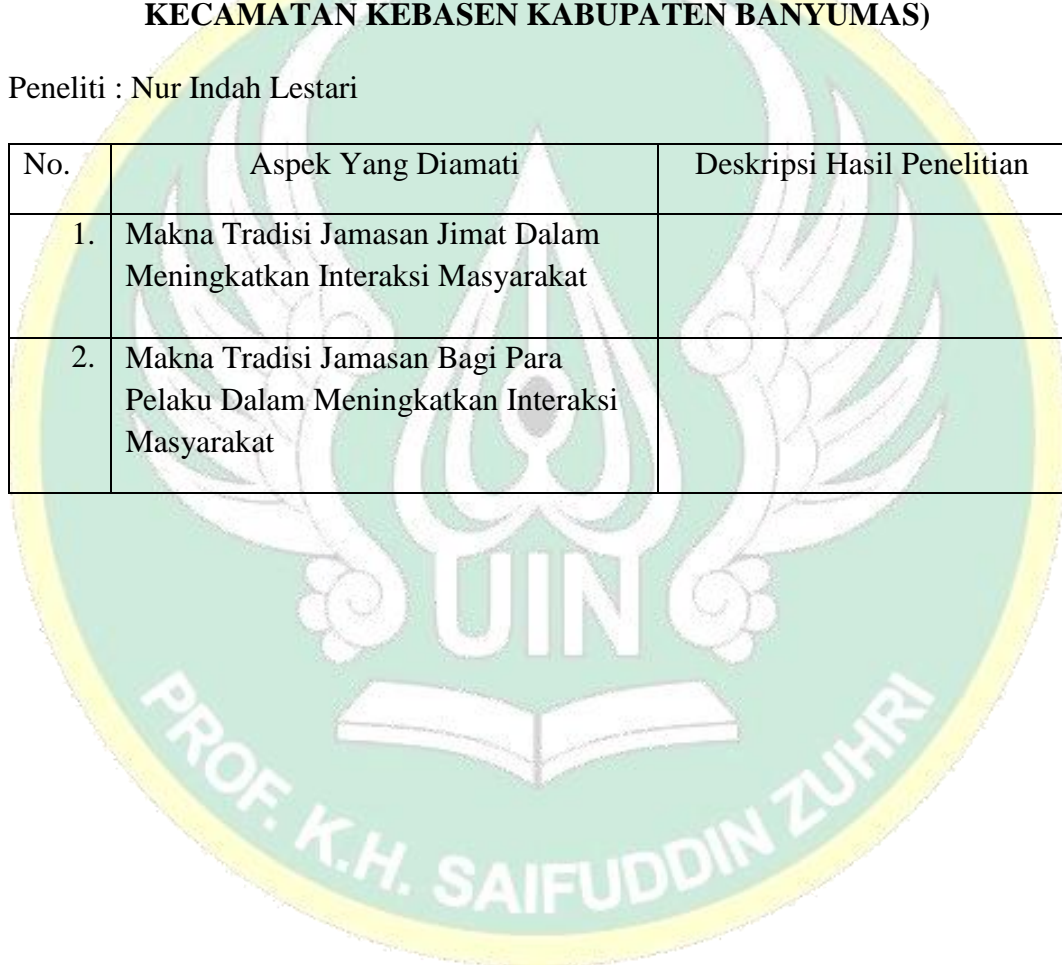 KECAMATAN KEBASEN KABUPATEN BANYUMAS)
Peneliti : Nur Indah Lestari
No. Aspek Yang Diamati Deskripsi Hasil Penelitian
1. Makna Tradisi Jamasan Jimat Dalam
Meningkatkan Interaksi Masyarakat
2. Makna Tradisi Jamasan Bagi Para
Pelaku Dalam Meningkatkan Interaksi
Masyarakat
UIN
PROF. K.H. SAIFUDDIN ZUHRI